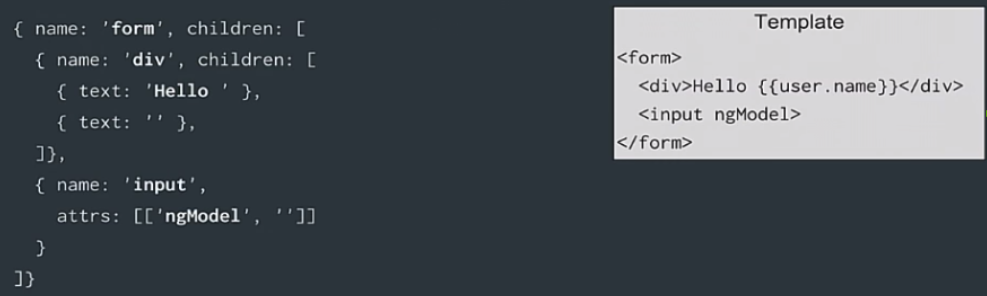 { name: 'form', children: [
{ name: 'div', children: [
{ text: 'Hello ' },
{ text: '' },
]},
{ name: 'input',
attrs: [['ngModel', '']]
}
]}
Template
<form>
<div>Hello {{user.name}}</div>
<input ngModel>
</form>